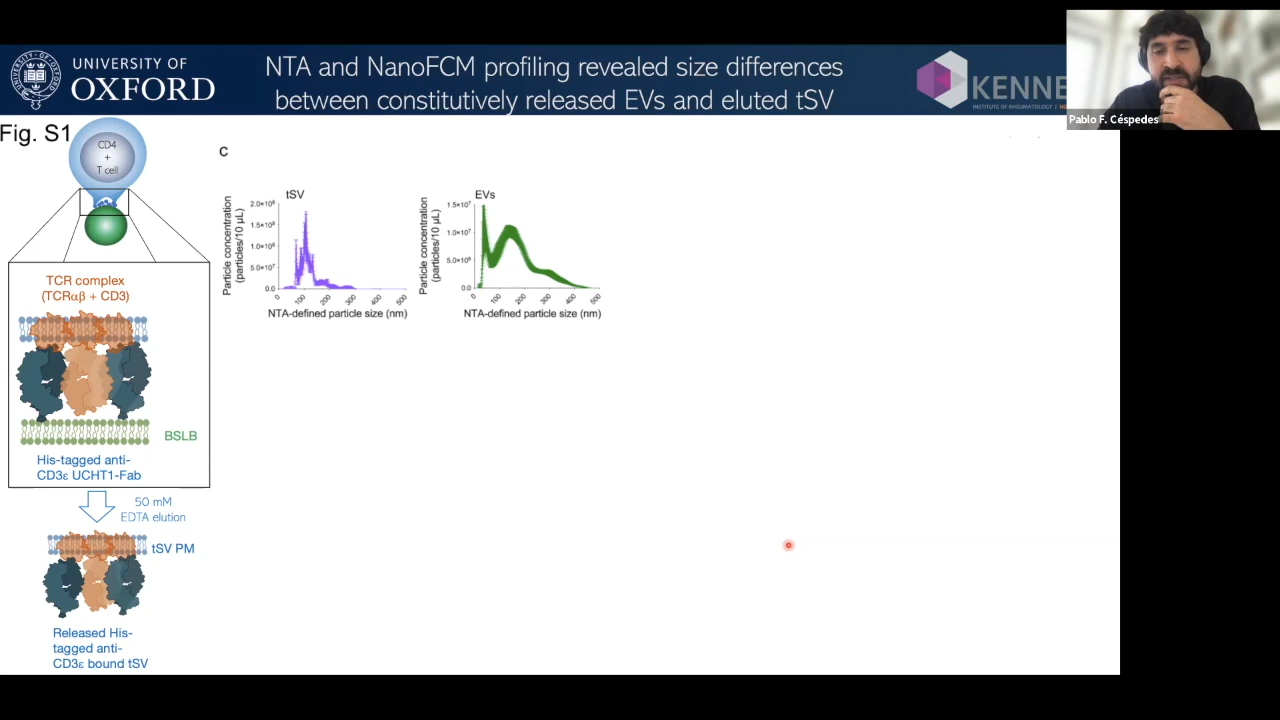 UNIVERSITY OF
OXFORD
NTA and NanoFCM profiling revealed size differences
between constitutively released EVs and eluted tSV
KENNE
INSTITUTE OF RHEUMATOLOGY
Pablo F. Céspedes
Fig. S1
CD4
+
T cell
TCR complex
(TCRαβ + CD3)
BSLB
His-tagged anti-
CD3ε UCHT1-Fab
50 mM
EDTA elution
tSV PM
Released His-
tagged anti-
CD3ε bound tSV
C
tSV
Particle concentration
(particles/10 μL)
2.0×10⁸
1.5×10⁸
1.0×10⁸
5.0×10⁷
0.0
0
100
200
300
400
500
NTA-defined particle size (nm)
EVs
Particle concentration
(particles/10 μL)
1.5×10⁷
1.0×10⁷
5.0×10⁶
0.0
0
100
200
300
400
500
NTA-defined particle size (nm)